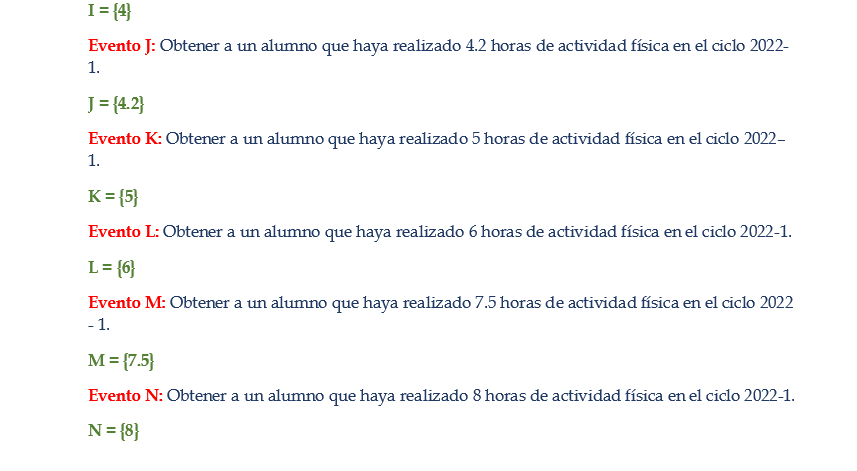 I = {4}
Evento J: Obtener a un alumno que haya realizado 4.2 horas de actividad física en el ciclo 2022-
1.
J = {4.2}
Evento K: Obtener a un alumno que haya realizado 5 horas de actividad física en el ciclo 2022–
1.
K = {5}
Evento L: Obtener a un alumno que haya realizado 6 horas de actividad física en el ciclo 2022-1.
L = {6}
Evento M: Obtener a un alumno que haya realizado 7.5 horas de actividad física en el ciclo 2022
- 1.
M = {7.5}
Evento N: Obtener a un alumno que haya realizado 8 horas de actividad física en el ciclo 2022-1.
N = {8}